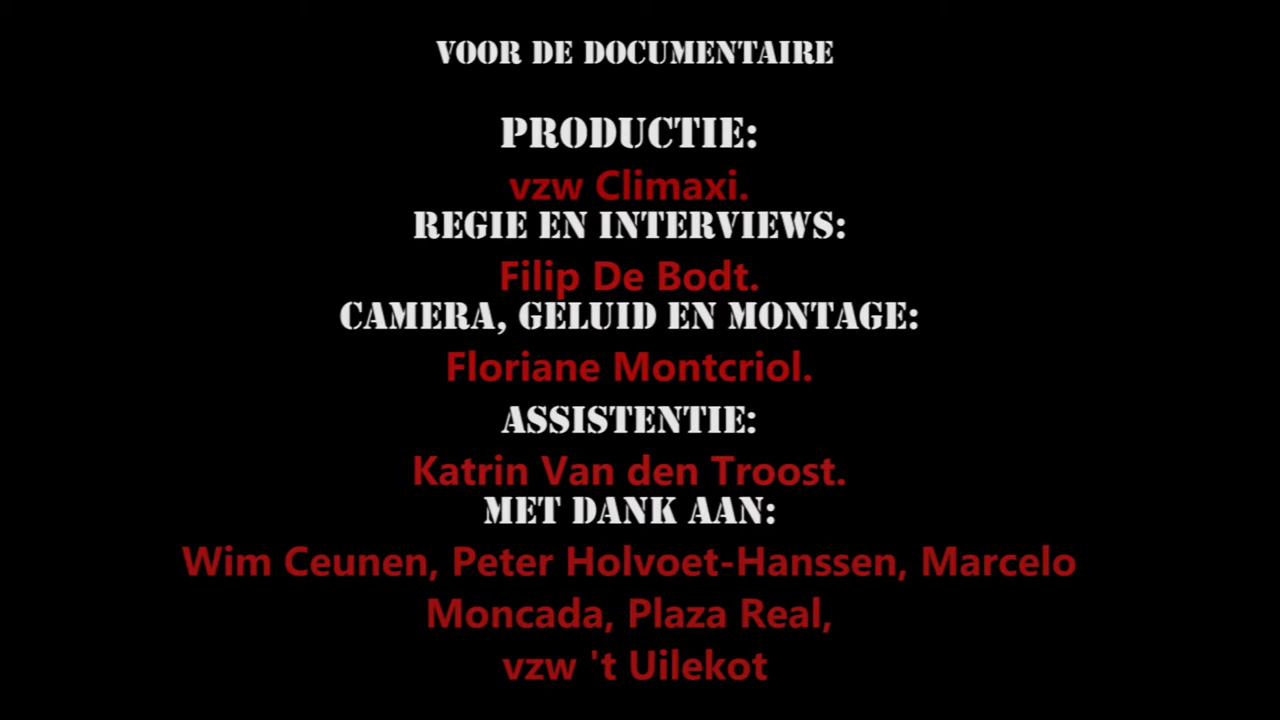 VOOR DE DOCUMENTAIRE
PRODUCTIE:
vzw Climaxi.
REGIE EN INTERVIEWS:
Filip De Bodt.
CAMERA, GELUID EN MONTAGE:
Floriane Montcriol.
ASSISTENTIE:
Katrin Van den Troost.
MET DANK AAN:
Wim Ceunen, Peter Holvoet-Hanssen, Marcelo
Moncada, Plaza Real,
vzw 't Uilekot